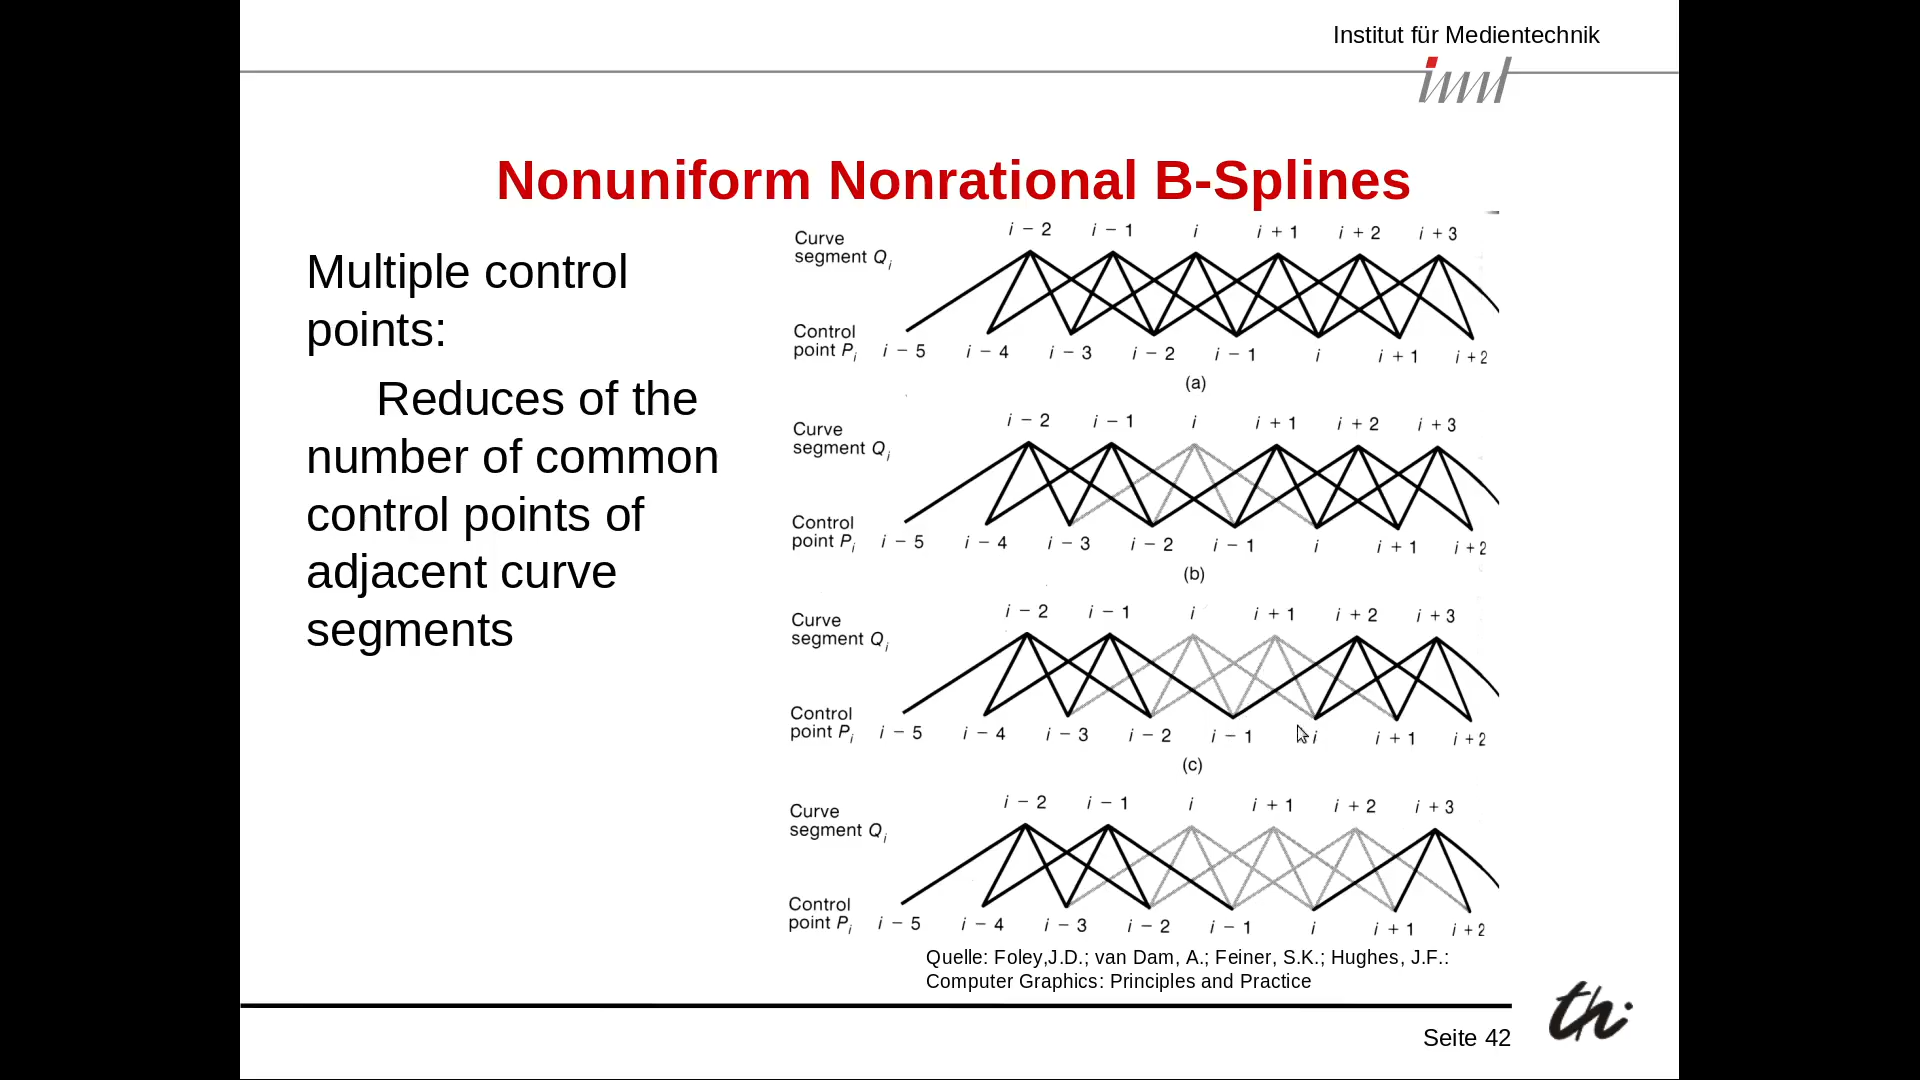 Institut für Medientechnik
Nonuniform Nonrational B-Splines
Multiple control
points:
Reduces of the
number of common
control points of
adjacent curve
segments
i − 2 i − 1 i i + 1 i + 2 i + 3
Curve
segment Qi
Control
point Pi
i − 5 i − 4 i − 3 i − 2 i − 1 i i + 1 i + 2
(a)
i − 2 i − 1 i i + 1 i + 2 i + 3
Curve
segment Qi
Control
point Pi
i − 5 i − 4 i − 3 i − 2 i − 1 i i + 1 i + 2
(b)
i − 2 i − 1 i i + 1 i + 2 i + 3
Curve
segment Qi
Control
point Pi
i − 5 i − 4 i − 3 i − 2 i − 1 i i + 1 i + 2
(c)
i − 2 i − 1 i i + 1 i + 2 i + 3
Curve
segment Qi
Control
point Pi
i − 5 i − 4 i − 3 i − 2 i − 1 i i + 1 i + 2
Quelle: Foley,J.D.; van Dam, A.; Feiner, S.K.; Hughes, J.F.:
Computer Graphics: Principles and Practice
th
Seite 42